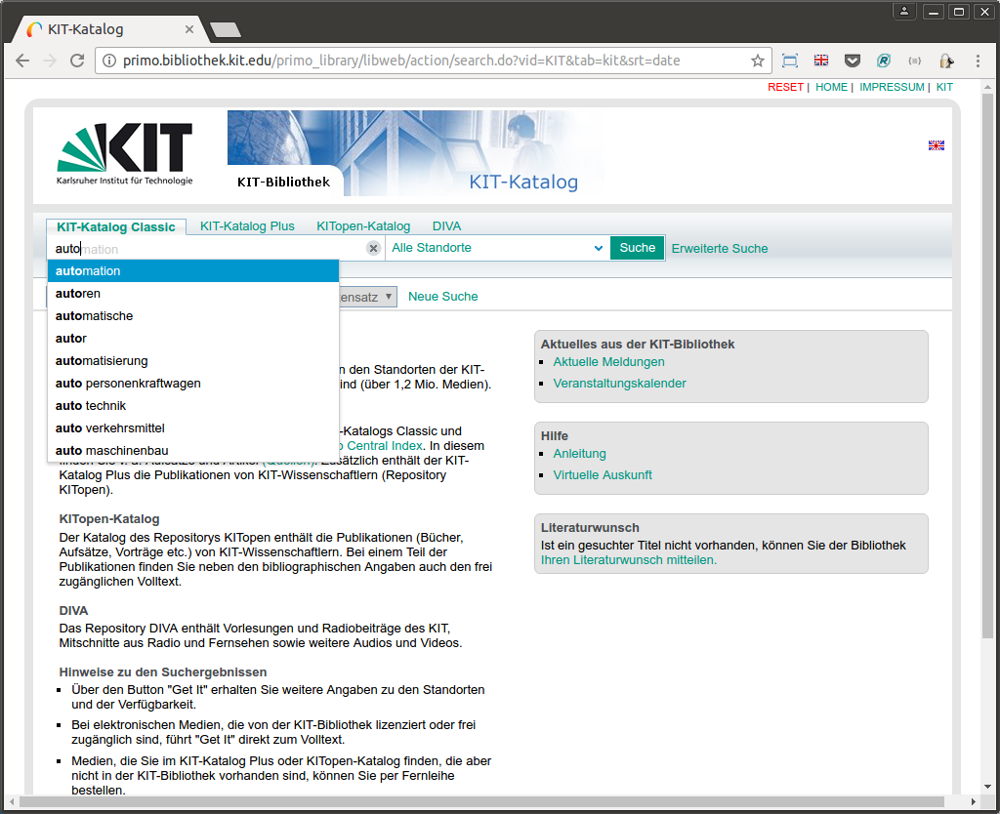 KIT-Katalog
primo.bibliothek.kit.edu/primo_library/libweb/action/search.do?vid=KIT&tab=kit&srt=date
RESET | HOME | IMPRESSUM | KIT
KIT
Karlsruher Institut für Technologie
KIT-Bibliothek
KIT-Katalog
KIT-Katalog Classic KIT-Katalog Plus KITopen-Katalog DIVA
automation Alle Standorte Suche Erweiterte Suche
automation
autoren
automatische
autor
automatisierung
auto personenkraftwagen
auto technik
auto verkehrsmittel
auto maschinenbau
ensatz Neue Suche
n den Standorten der KIT-
ind (über 1,2 Mio. Medien).
-Katalogs Classic und
o Central Index. In diesem
finden Sie v. a. Aufsätze und Artikel (Quellen). Zusätzlich enthält der KIT-
Katalog Plus die Publikationen von KIT-Wissenschaftlern (Repository
KITopen).
KITopen-Katalog
Der Katalog des Repositorys KITopen enthält die Publikationen (Bücher,
Aufsätze, Vorträge etc.) von KIT-Wissenschaftlern. Bei einem Teil der
Publikationen finden Sie neben den bibliographischen Angaben auch den frei
zugänglichen Volltext.
DIVA
Das Repository DIVA enthält Vorlesungen und Radiobeiträge des KIT,
Mitschnitte aus Radio und Fernsehen sowie weitere Audios und Videos.
Hinweise zu den Suchergebnissen
Über den Button "Get It" erhalten Sie weitere Angaben zu den Standorten
und der Verfügbarkeit.
Bei elektronischen Medien, die von der KIT-Bibliothek lizenziert oder frei
zugänglich sind, führt "Get It" direkt zum Volltext.
Medien, die Sie im KIT-Katalog Plus oder KITopen-Katalog finden, die aber
nicht in der KIT-Bibliothek vorhanden sind, können Sie per Fernleihe
bestellen.
Aktuelles aus der KIT-Bibliothek
Aktuelle Meldungen
Veranstaltungskalender
Hilfe
Anleitung
Virtuelle Auskunft
Literaturwunsch
Ist ein gesuchter Titel nicht vorhanden, können Sie der Bibliothek
Ihren Literaturwunsch mitteilen.